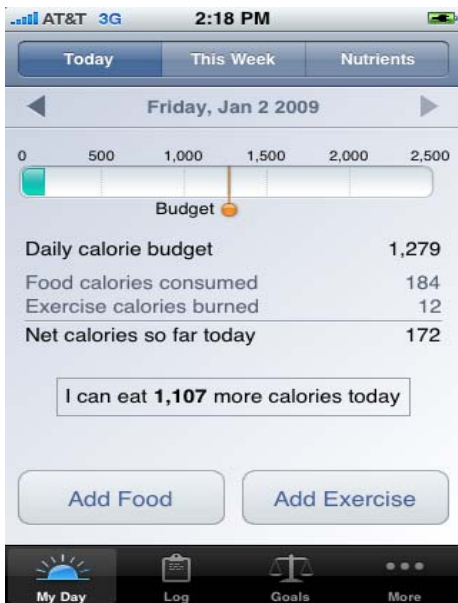 AT&T 3G 2:18 PM
Today This Week Nutrients
Friday, Jan 2 2009
0 500 1,000 1,500 2,000 2,500
Budget
Daily calorie budget 1,279
Food calories consumed 184
Exercise calories burned 12
Net calories so far today 172
I can eat 1,107 more calories today
Add Food Add Exercise
My Day Log Goals More